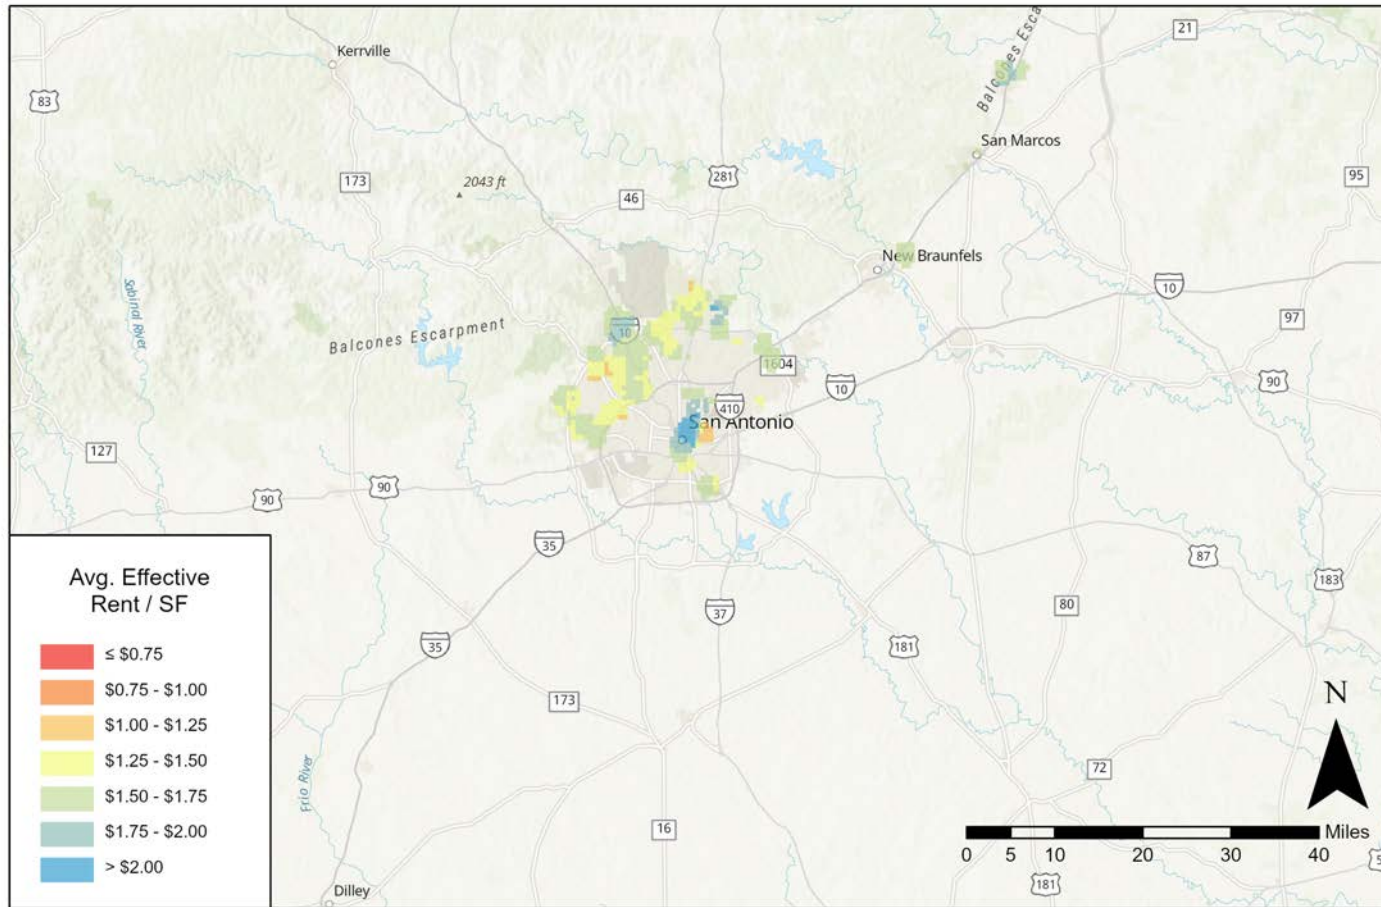 Balcones Esca
21
Kerrville
83
San Marcos
173
2043 ft
281
95
46
New Braunfels
10
Sabinal River
97
Balcones Escarpment
10
1604
90
10
410
San Antonio
127
90
90
35
87
Avg. Effective
Rent / SF
≤ $0.75
$0.75 - $1.00
$1.00 - $1.25
$1.25 - $1.50
$1.50 - $1.75
$1.75 - $2.00
> $2.00
183
80
37
35
181
173
N
Frio River
72
16
Miles
0 5 10 20 30 40
181
5
Dilley